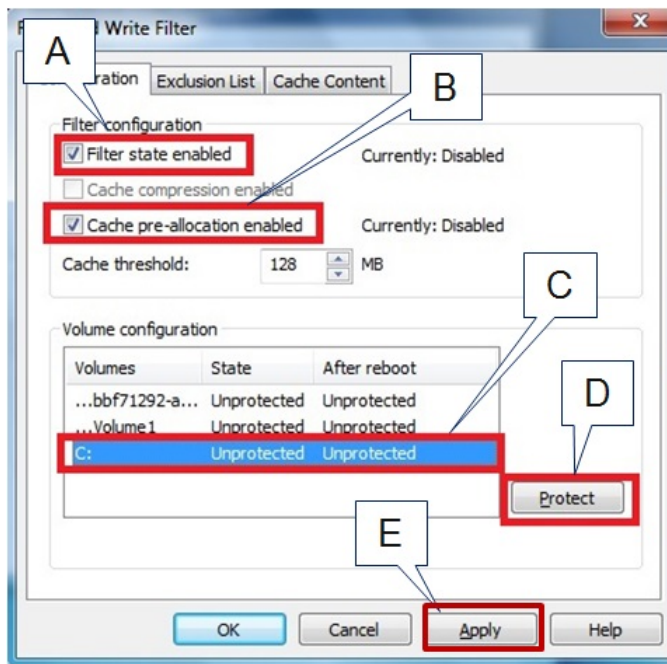 Write Filter
A
Exclusion List
Cache Content
B
Filter configuration
Filter state enabled
Currently: Disabled
Cache compression enabled
Cache pre-allocation enabled
Currently: Disabled
Cache threshold:
128
MB
C
Volume configuration
Volumes State After reboot
...bbf71292-a... Unprotected Unprotected
...Volume1 Unprotected Unprotected
C: Unprotected Unprotected
D
Protect
E
OK
Cancel
Apply
Help